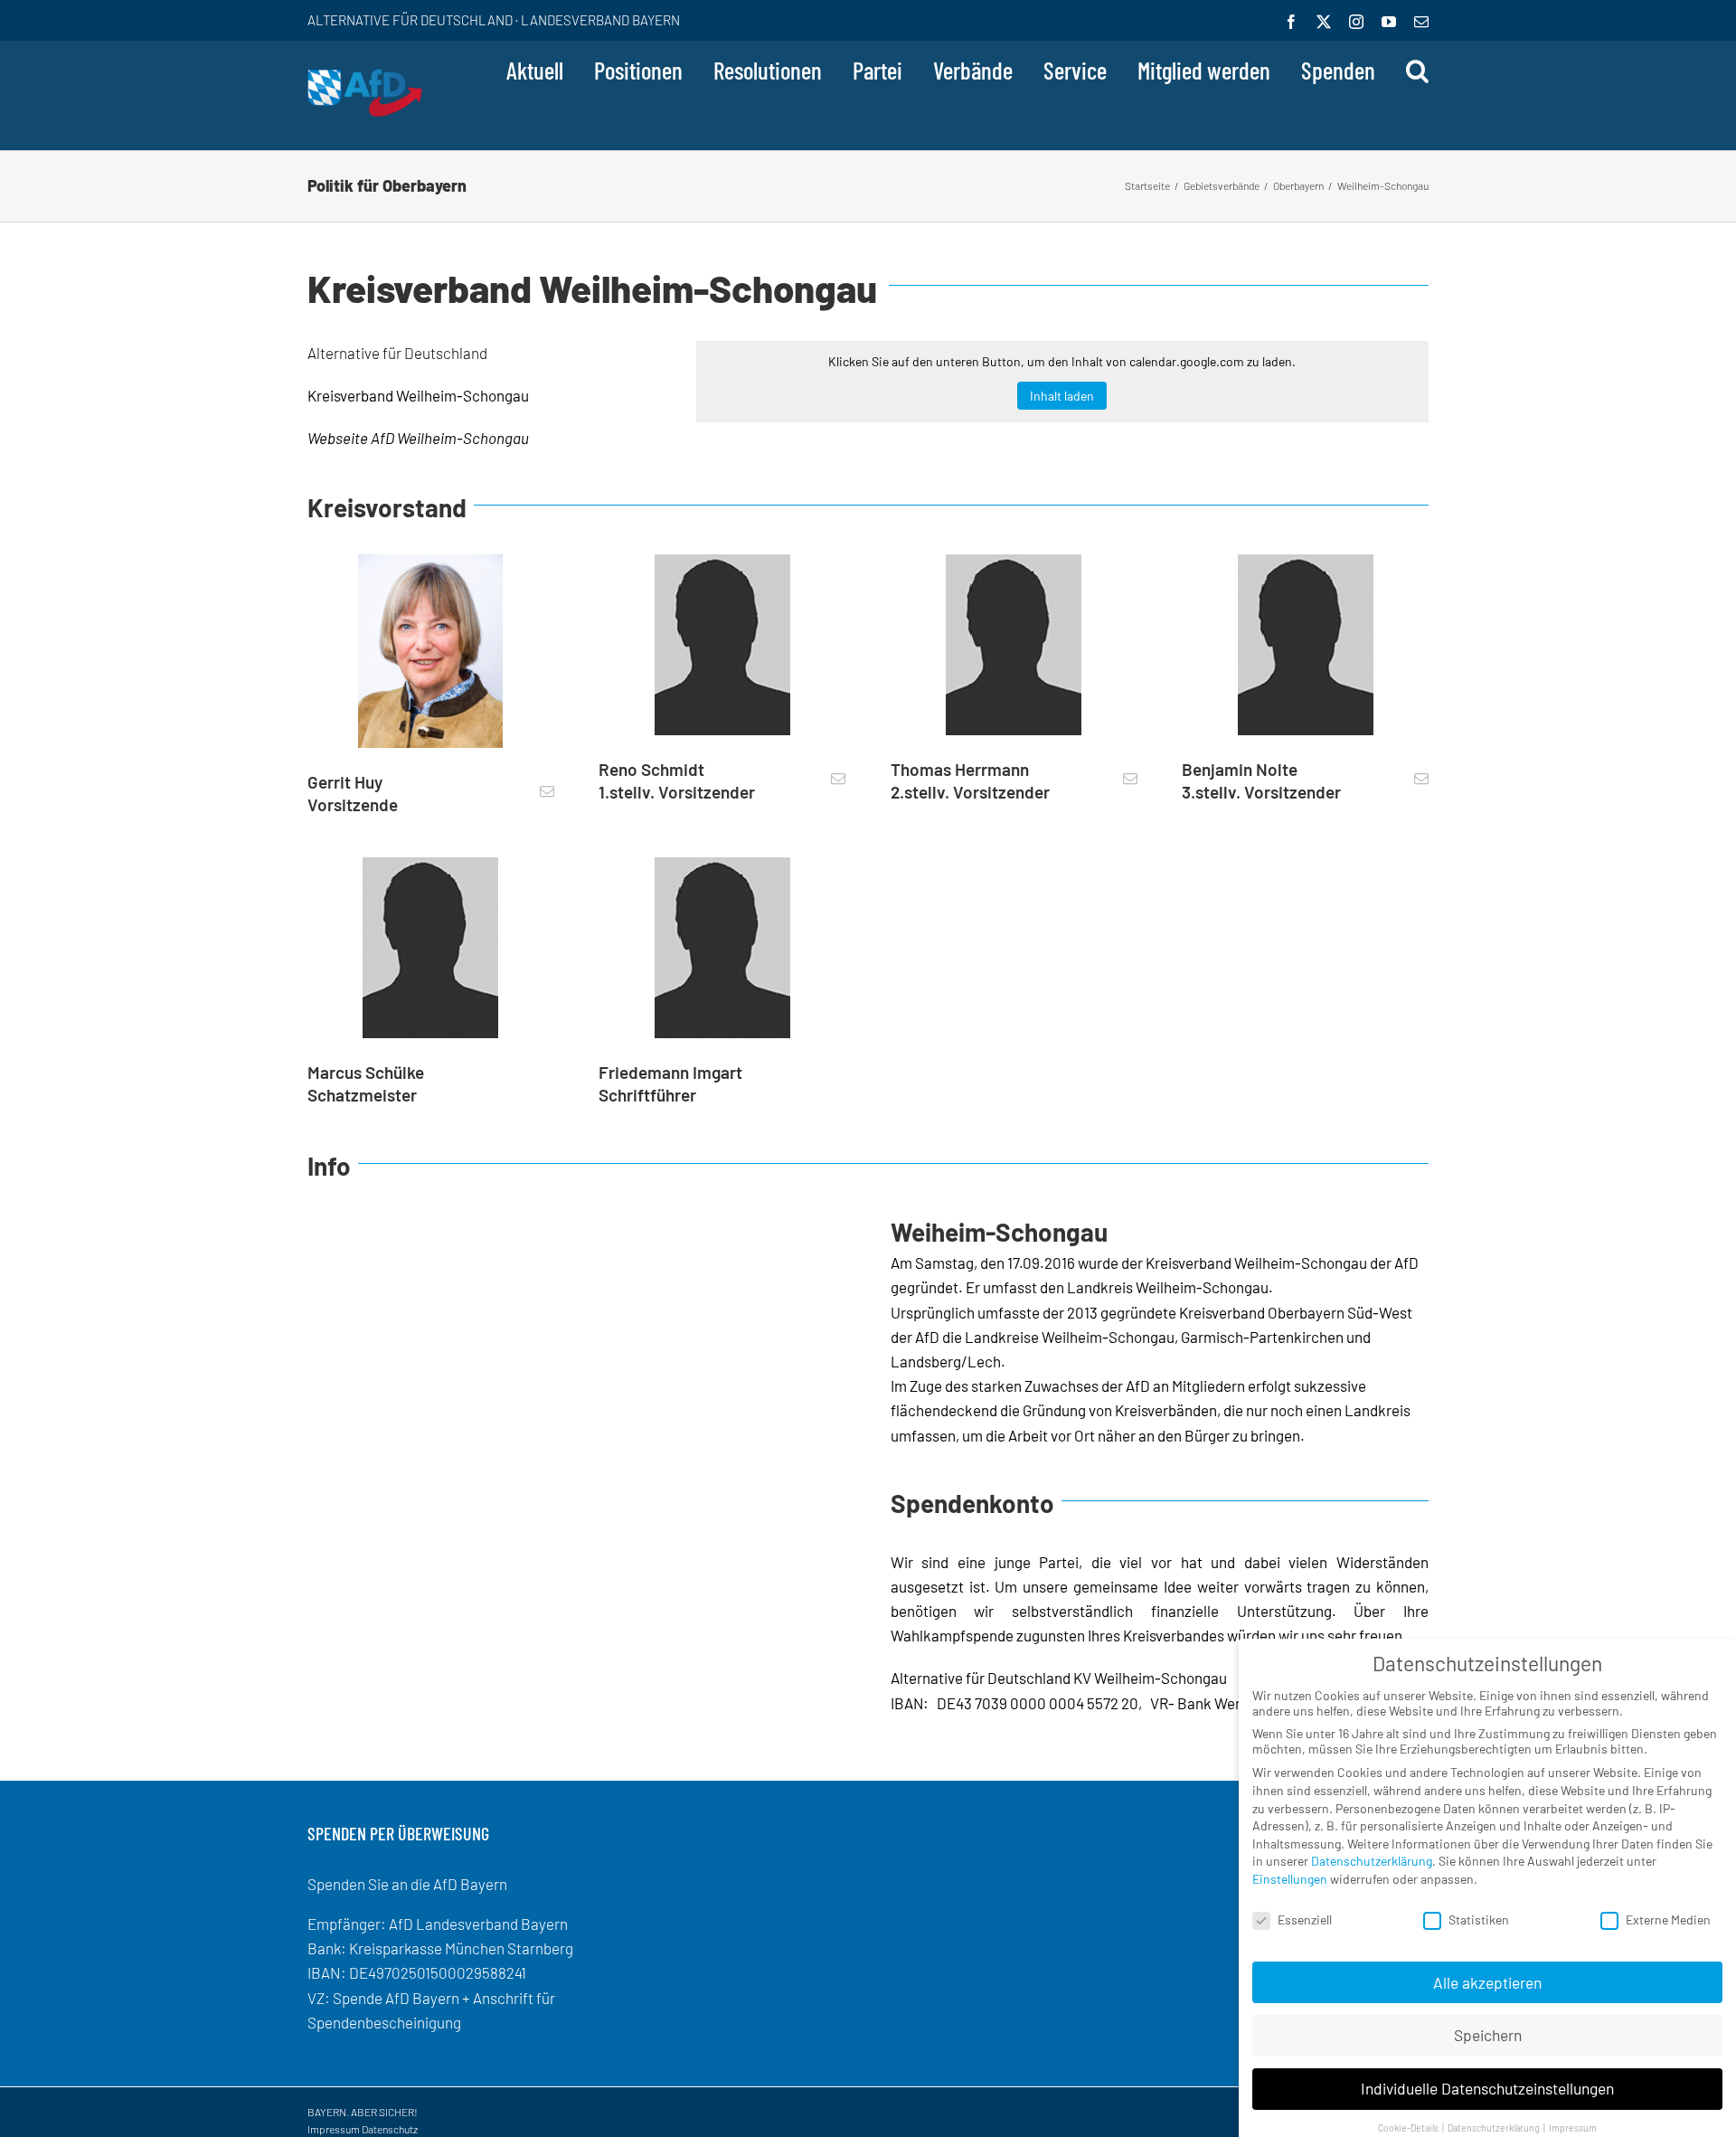 ALTERNATIVE FÜR DEUTSCHLAND · LANDESVERBAND BAYERN
AfD
Aktuell Positionen Resolutionen Partei Verbände Service Mitglied werden Spenden
Politik für Oberbayern
Startseite / Gebietsverbände / Oberbayern / Weilheim-Schongau
Kreisverband Weilheim-Schongau
Alternative für Deutschland
Kreisverband Weilheim-Schongau
Webseite AfD Weilheim-Schongau
Klicken Sie auf den unteren Button, um den Inhalt von calendar.google.com zu laden.
Inhalt laden
Kreisvorstand
Gerrit Huy
Vorsitzende
Reno Schmidt
1.stellv. Vorsitzender
Thomas Herrmann
2.stellv. Vorsitzender
Benjamin Nolte
3.stellv. Vorsitzender
Marcus Schülke
Schatzmeister
Friedemann Imgart
Schriftführer
Info
Weiheim-Schongau
Am Samstag, den 17.09.2016 wurde der Kreisverband Weilheim-Schongau der AfD
gegründet. Er umfasst den Landkreis Weilheim-Schongau.
Ursprünglich umfasste der 2013 gegründete Kreisverband Oberbayern Süd-West
der AfD die Landkreise Weilheim-Schongau, Garmisch-Partenkirchen und
Landsberg/Lech.
Im Zuge des starken Zuwachses der AfD an Mitgliedern erfolgt sukzessive
flächendeckend die Gründung von Kreisverbänden, die nur noch einen Landkreis
umfassen, um die Arbeit vor Ort näher an den Bürger zu bringen.
Spendenkonto
Wir sind eine junge Partei, die viel vor hat und dabei vielen Widerständen
ausgesetzt ist. Um unsere gemeinsame Idee weiter vorwärts tragen zu können,
benötigen wir selbstverständlich finanzielle Unterstützung. Über Ihre
Wahlkampfspende zugunsten Ihres Kreisverbandes würden wir uns sehr freuen
Alternative für Deutschland KV Weilheim-Schongau
IBAN: DE43 7039 0000 0004 5572 20, VR- Bank
SPENDEN PER ÜBERWEISUNG
Spenden Sie an die AfD Bayern
Empfänger: AfD Landesverband Bayern
Bank: Kreisparkasse München Starnberg
IBAN: DE49702501500029588241
VZ: Spende AfD Bayern + Anschrift für
Spendenbescheinigung
BAYERN. ABER SICHER!
Impressum Datenschutz
Datenschutzeinstellungen
Wir nutzen Cookies auf unserer Website. Einige von ihnen sind essenziell, während
andere uns helfen, diese Website und Ihre Erfahrung zu verbessern.
Wenn Sie unter 16 Jahre alt sind und Ihre Zustimmung zu freiwilligen Diensten geben
möchten, müssen Sie Ihre Erziehungsberechtigten um Erlaubnis bitten.
Wir verwenden Cookies und andere Technologien auf unserer Website. Einige von
ihnen sind essenziell, während andere uns helfen, diese Website und Ihre Erfahrung
zu verbessern. Personenbezogene Daten können verarbeitet werden (z. B. IP-
Adressen), z. B. für personalisierte Anzeigen und Inhalte oder Anzeigen- und
Inhaltsmessung. Weitere Informationen über die Verwendung Ihrer Daten finden Sie
in unserer Datenschutzerklärung. Sie können Ihre Auswahl jederzeit unter
Einstellungen widerrufen oder anpassen.
Essenziell Statistiken Externe Medien
Alle akzeptieren
Speichern
Individuelle Datenschutzeinstellungen
Cookie-Details | Datenschutzerklärung | Impressum